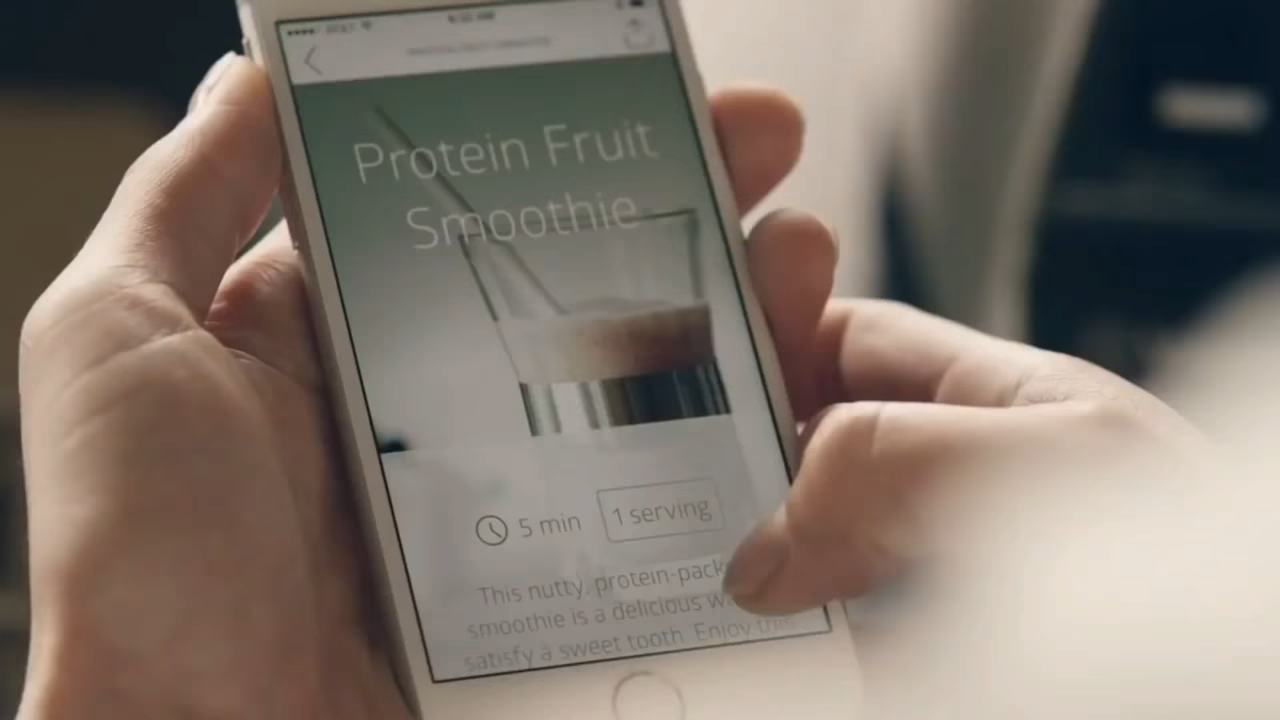 Protein Fruit
Smoothie
5 min
1 serving
This nutty, protein-pack
smoothie is a delicious w
satisfy a sweet tooth. Enjoy this